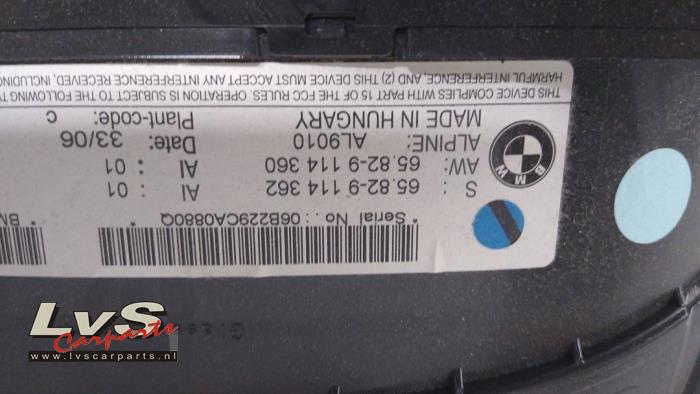 * Serial No.: 06B229CA0880Q * BM
S : 65.82-9 114 362 AI : 01
AW: 65.82-9 114 360 AI : 01
ALPINE: AL9010 Date: 33/06
MADE IN HUNGARY Plant-code: C
BMW
THIS DEVICE COMPLIES WITH PART 15 OF THE FCC RULES. OPERATION IS SUBJECT TO THE FOLLOWING
HARMFUL INTERFERENCE, AND (2) THIS DEVICE MUST ACCEPT ANY INTERFERENCE RECEIVED, INCLUDING
LvS
Carparts
www.lvscarparts.nl